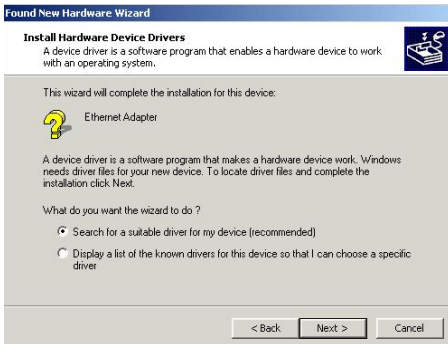 Found New Hardware Wizard
Install Hardware Device Drivers
A device driver is a software program that enables a hardware device to work
with an operating system.
This wizard will complete the installation for this device:
Ethernet Adapter
A device driver is a software program that makes a hardware device work. Windows
needs driver files for your new device. To locate driver files and complete the
installation click Next.
What do you want the wizard to do ?
Search for a suitable driver for my device (recommended)
Display a list of the known drivers for this device so that I can choose a specific
driver
< Back Next > Cancel